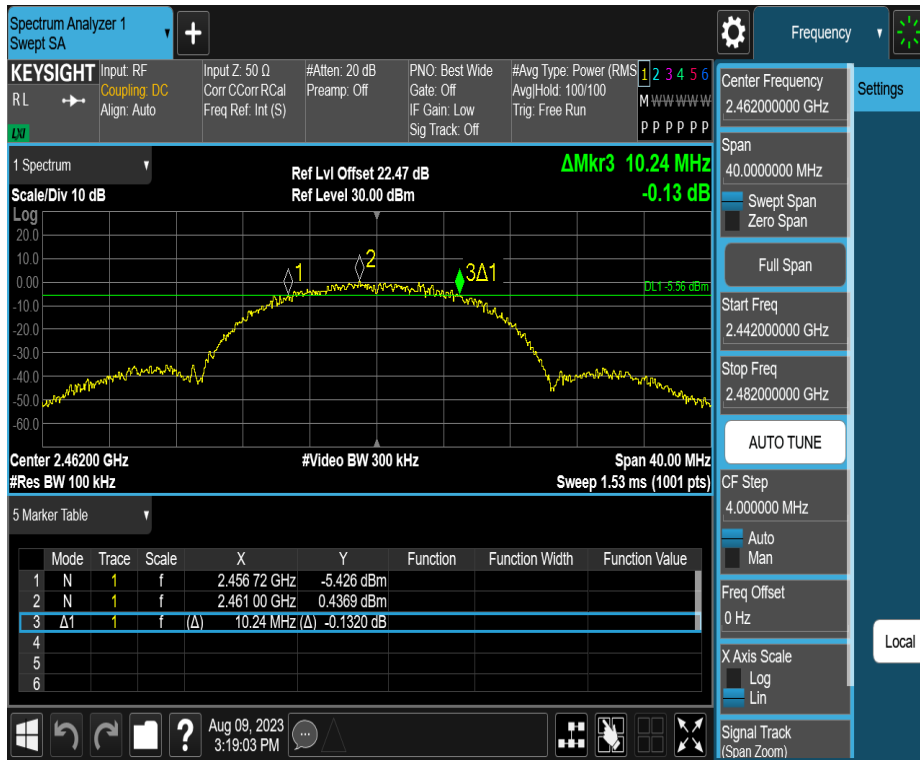 Spectrum Analyzer 1
Swept SA
+
Frequency
KEYSIGHT
RL
LXI
Input: RF
Coupling: DC
Align: Auto
Input Z: 50 Ω
Corr CCorr RCal
Freq Ref: Int (S)
#Atten: 20 dB
Preamp: Off
PNO: Best Wide
Gate: Off
IF Gain: Low
Sig Track: Off
#Avg Type: Power (RMS
Avg|Hold: 100/100
Trig: Free Run
1 2 3 4 5 6
M W W W W W
P P P P P P
1 Spectrum
Scale/Div 10 dB
Ref Lvl Offset 22.47 dB
Ref Level 30.00 dBm
ΔMkr3 10.24 MHz
-0.13 dB
Log
20.0
10.0
0.00
-10.0
-20.0
-30.0
-40.0
-50.0
-60.0
1
2
3Δ1
DL1 -5.56 dBm
Center 2.46200 GHz
#Res BW 100 kHz
#Video BW 300 kHz
Span 40.00 MHz
Sweep 1.53 ms (1001 pts)
5 Marker Table
Mode Trace Scale X Y Function Function Width Function Value
1 N 1 f 2.456 72 GHz -5.426 dBm
2 N 1 f 2.461 00 GHz 0.4369 dBm
3 Δ1 1 f (Δ) 10.24 MHz (Δ) -0.1320 dB
4
5
6
?
Aug 09, 2023
3:19:03 PM
Center Frequency
2.462000000 GHz
Span
40.0000000 MHz
Swept Span
Zero Span
Full Span
Start Freq
2.442000000 GHz
Stop Freq
2.482000000 GHz
AUTO TUNE
CF Step
4.000000 MHz
Auto
Man
Freq Offset
0 Hz
X Axis Scale
Log
Lin
Signal Track
(Span Zoom)
Settings
Local